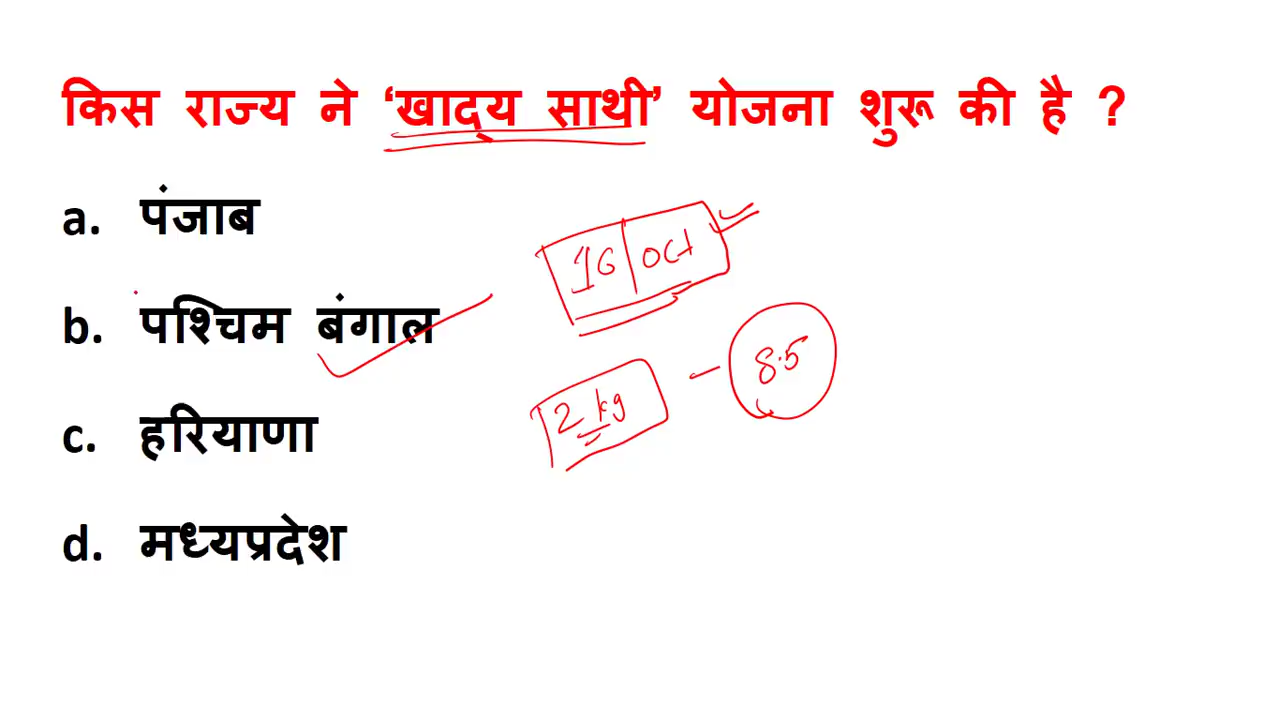 किस राज्य ने ‘खाद्य साथी’ योजना शुरू की है ?
a. पंजाब
16 OCT
b. पश्चिम बंगाल
8.5
2 kg
c. हरियाणा
d. मध्यप्रदेश